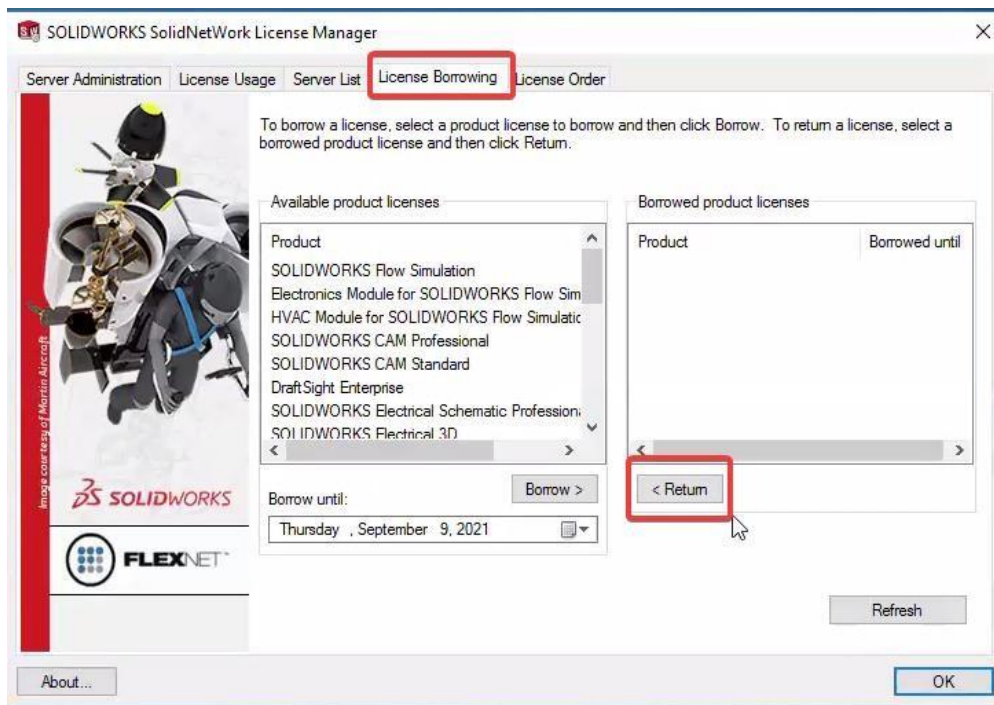 SOLIDWORKS SolidNetWork License Manager
Server Administration License Usage Server List License Borrowing License Order
To borrow a license, select a product license to borrow and then click Borrow. To return a license, select a
borrowed product license and then click Return.
Available product licenses
Product
SOLIDWORKS Flow Simulation
Electronics Module for SOLIDWORKS Flow Sim
HVAC Module for SOLIDWORKS Flow Simulatic
SOLIDWORKS CAM Professional
SOLIDWORKS CAM Standard
DraftSight Enterprise
SOLIDWORKS Electrical Schematic Profession
SOLIDWORKS Electrical 3D
Borrow until:
Borrow >
Thursday , September 9, 2021
Borrowed product licenses
Product Borrowed until
< Return
Refresh
Image courtesy of Martin Aircraft
SOLIDWORKS
FLEXNET
About...
OK